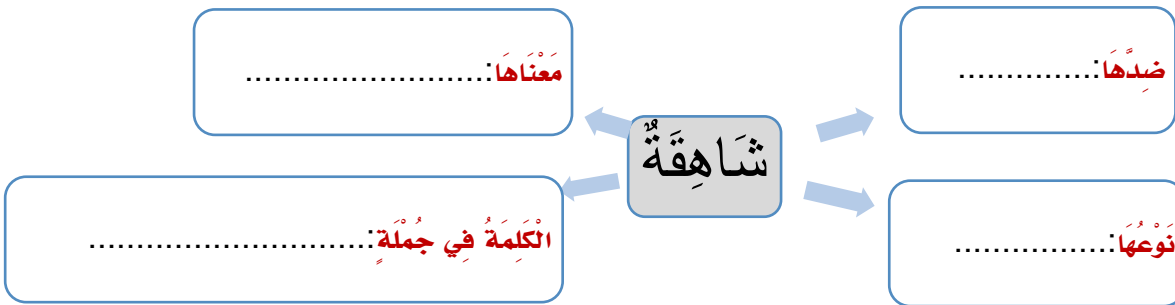 ضِدَّهَا:..............
مَعْنَاهَا:.........................
شَاهِقَةٌ
نَوْعُهَا:................
الْكَلِمَةُ فِي جُمْلَةٍ:.............................